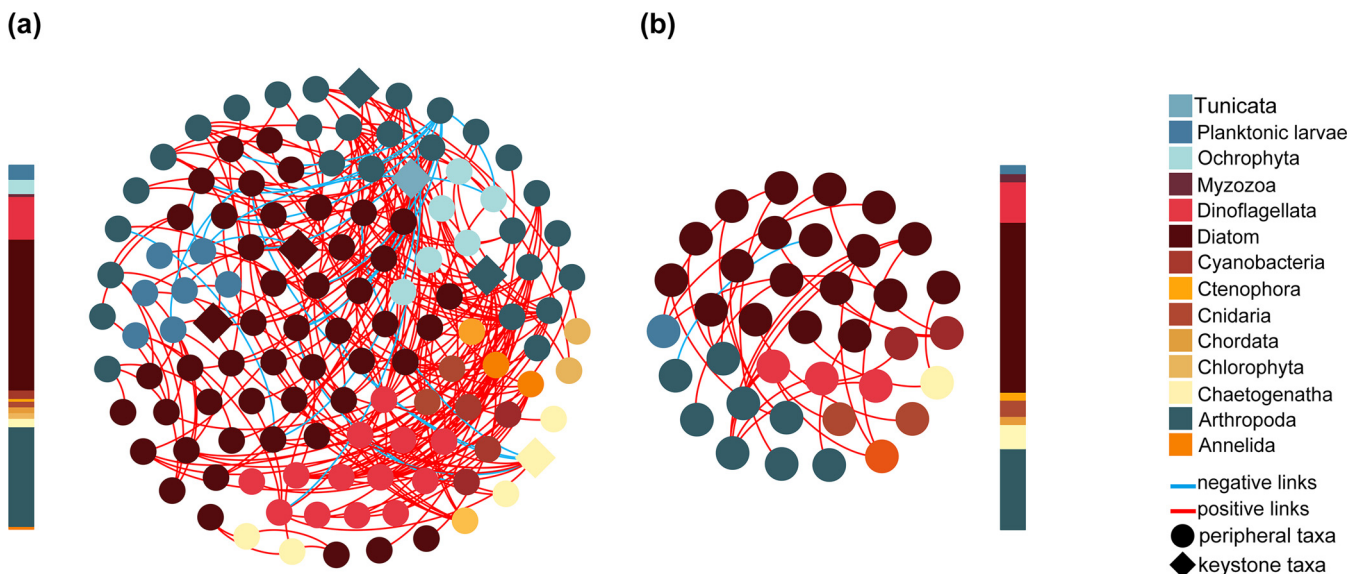 (a)
(b)
Tunicata
Planktonic larvae
Ochrophyta
Myzozoa
Dinoflagellata
Diatom
Cyanobacteria
Ctenophora
Cnidaria
Chordata
Chlorophyta
Chaetogenatha
Arthropoda
Annelida
negative links
positive links
peripheral taxa
keystone taxa